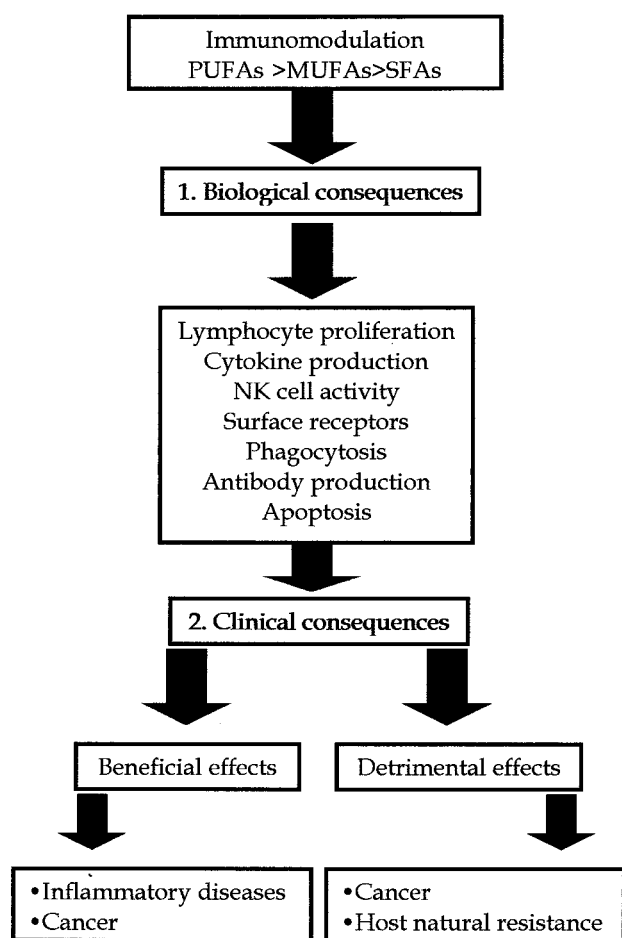 Immunomodulation
PUFAs >MUFAs>SFAs
1. Biological consequences
Lymphocyte proliferation
Cytokine production
NK cell activity
Surface receptors
Phagocytosis
Antibody production
Apoptosis
2. Clinical consequences
Beneficial effects
Detrimental effects
•Inflammatory diseases
•Cancer
•Cancer
•Host natural resistance